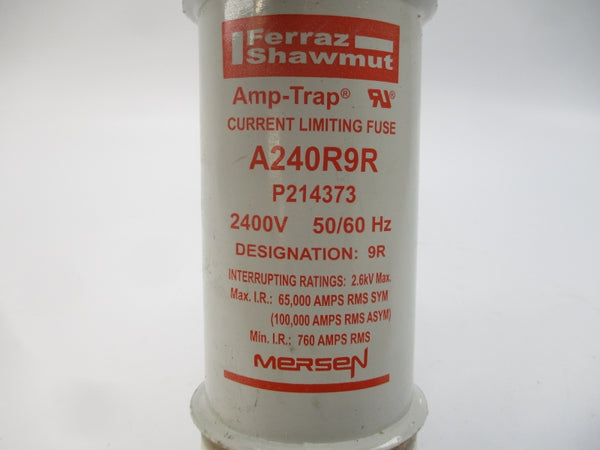 Ferraz
Shawmut
Amp-Trap® RU®
CURRENT LIMITING FUSE
A240R9R
P214373
2400V 50/60 Hz
DESIGNATION: 9R
INTERRUPTING RATINGS: 2.6kV Max.
Max. I.R.: 65,000 AMPS RMS SYM
(100,000 AMPS RMS ASYM)
Min. I.R.: 760 AMPS RMS
MERSEN